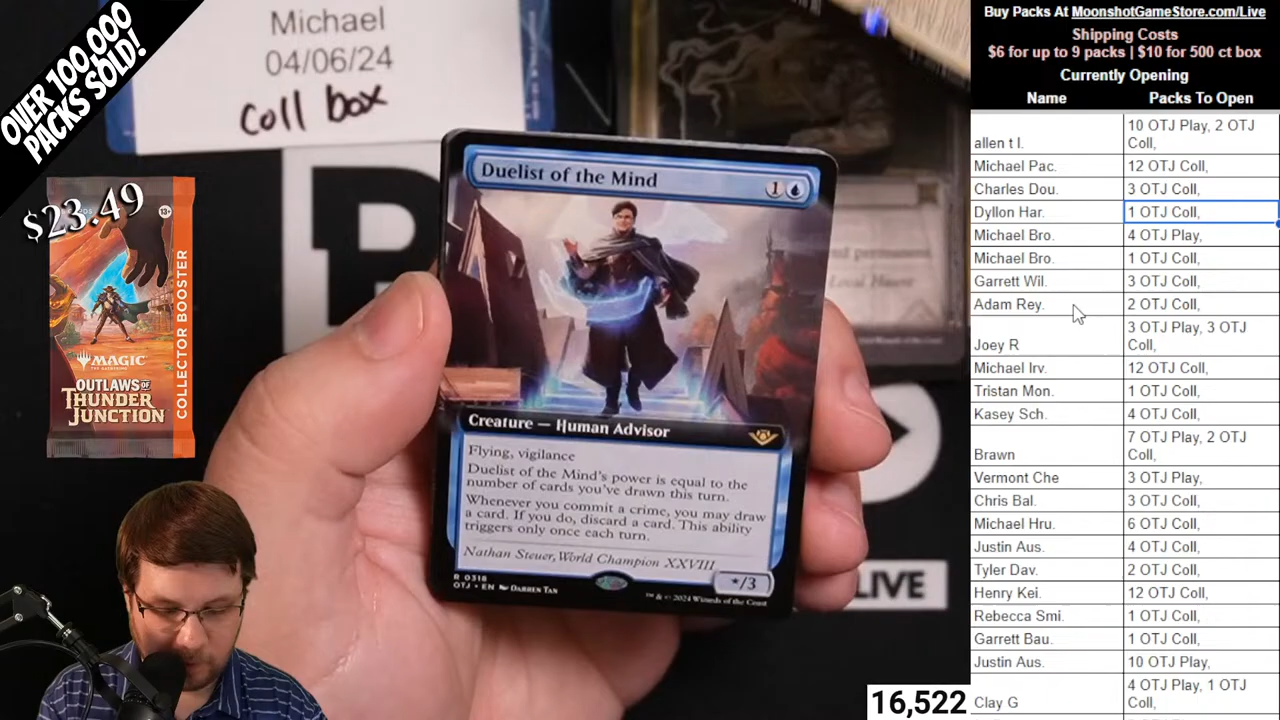 OVER 100,000
PACKS SOLD!
Michael
04/06/24
Coll box
$23.49
13+
MAGIC
THE GATHERING
OUTLAWS OF
THUNDER
JUNCTION
COLLECTOR BOOSTER
Duelist of the Mind
1
Creature — Human Advisor
Flying, vigilance
Duelist of the Mind's power is equal to the
number of cards you've drawn this turn.
Whenever you commit a crime, you may draw
a card. If you do, discard a card. This ability
triggers only once each turn.
Nathan Steuer, World Champion XXVIII
*/3
R 0318
OTJ • EN DARREN TAN
™ & © 2024 Wizards of the Coast
permanent
Local Haunt
LIVE
16,522
Buy Packs At MoonshotGameStore.com/Live
Shipping Costs
$6 for up to 9 packs | $10 for 500 ct box
Currently Opening
Name Packs To Open
allen t l. 10 OTJ Play, 2 OTJ
Coll,
Michael Pac. 12 OTJ Coll,
Charles Dou. 3 OTJ Coll,
Dyllon Har. 1 OTJ Coll,
Michael Bro. 4 OTJ Play,
Michael Bro. 1 OTJ Coll,
Garrett Wil. 3 OTJ Coll,
Adam Rey. 2 OTJ Coll,
Joey R 3 OTJ Play, 3 OTJ
Coll,
Michael Irv. 12 OTJ Coll,
Tristan Mon. 1 OTJ Coll,
Kasey Sch. 4 OTJ Coll,
Brawn 7 OTJ Play, 2 OTJ
Coll,
Vermont Che 3 OTJ Play,
Chris Bal. 3 OTJ Coll,
Michael Hru. 6 OTJ Coll,
Justin Aus. 4 OTJ Coll,
Tyler Dav. 2 OTJ Coll,
Henry Kei. 12 OTJ Coll,
Rebecca Smi. 1 OTJ Coll,
Garrett Bau. 1 OTJ Coll,
Justin Aus. 10 OTJ Play,
Clay G 4 OTJ Play, 1 OTJ
Coll,